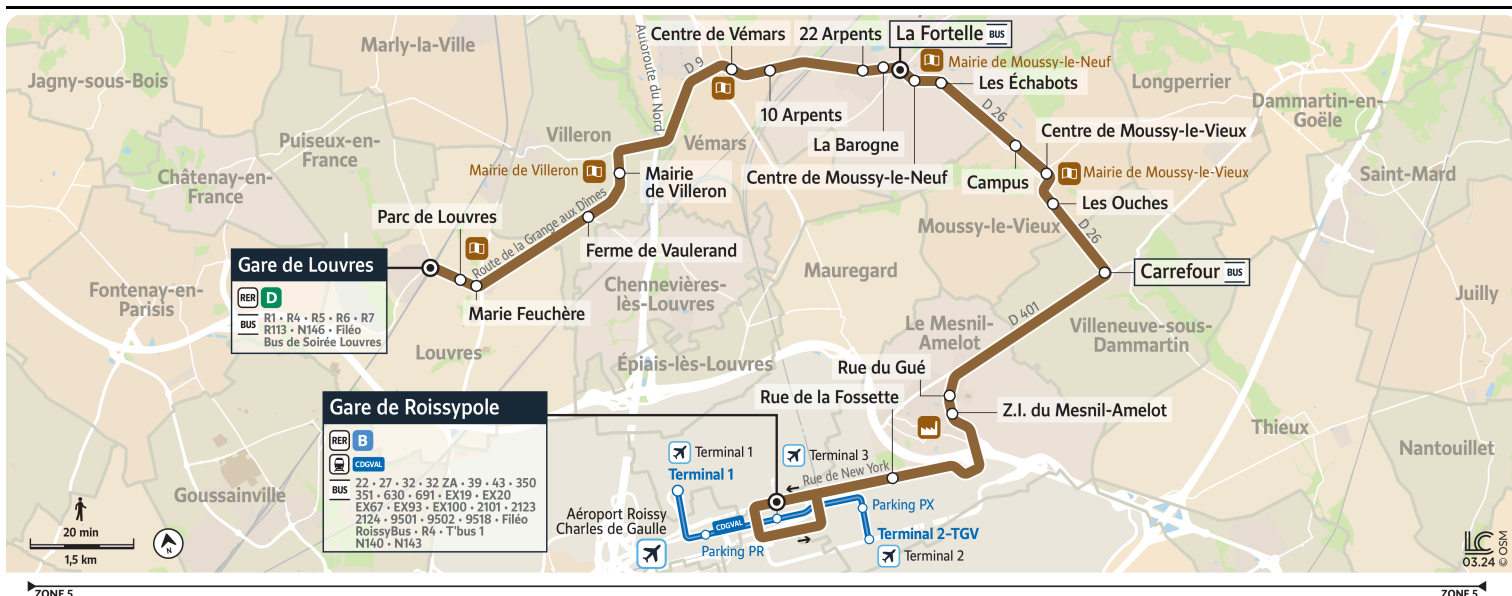 Marly-la-Ville
Jagny-sous-Bois
Puiseux-en-
France
Châtenay-en-
France
Villeron
Autoroute du Nord
D 9
Centre de Vémars
22 Arpents
La Fortelle BUS
Mairie de Moussy-le-Neuf
Les Échabots
Longperrier
Dammartin-en-
Goële
10 Arpents
D 26
La Barogne
Centre de Moussy-le-Vieux
Vémars
Mairie de Villeron
Mairie
de Villeron
Centre de Moussy-le-Neuf
Campus
Mairie de Moussy-le-Vieux
Saint-Mard
Les Ouches
Parc de Louvres
Route de la Grange aux Dîmes
Ferme de Vaulerand
Moussy-le-Vieux
D 26
Gare de Louvres
RER D
BUS
R1 • R4 • R5 • R6 • R7
R113 • N146 • Filéo
Bus de Soirée Louvres
Marie Feuchère
Mauregard
Carrefour BUS
Fontenay-en-
Parisis
Chennevières-
lès-Louvres
Juilly
D 401
Le Mesnil-
Amelot
Villeneuve-sous-
Dammartin
Louvres
Épiais-lès-Louvres
Rue du Gué
Rue de la Fossette
Z.I. du Mesnil-Amelot
Gare de Roissypole
RER B
CDGVAL
BUS
22 • 27 • 32 • 32 ZA • 39 • 43 • 350
351 • 630 • 691 • EX19 • EX20
EX67 • EX93 • EX100 • 2101 • 2123
2124 • 9501 • 9502 • 9518 • Filéo
RoissyBus • R4 • T'bus 1
N140 • N143
Thieux
Nantouillet
Goussainville
Terminal 1
Terminal 1
Terminal 3
Rue de New York
Parking PX
Aéroport Roissy
Charles de Gaulle
CDGVAL
Parking PR
Terminal 2-TGV
Terminal 2
20 min
1,5 km
N
LC
03.24
© OSM
ZONE 5
ZONE 5